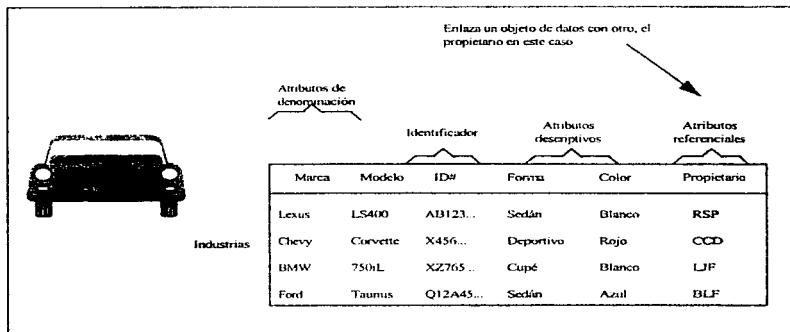 Enlaza un objeto de datos con otro, el
propietario en este caso
Atributos de
denominación
Identificador
Atributos
descriptivos
Atributos
referenciales
Marca Modelo ID# Forma Color Propietario
Lexus LS400 AB123... Sedán Blanco RSP
Industrias
Chevy Corvette X456... Deportivo Rojo CCD
BMW 750iL XZ765... Cupé Blanco LJF
Ford Taurus Q12A45... Sedán Azul BLF